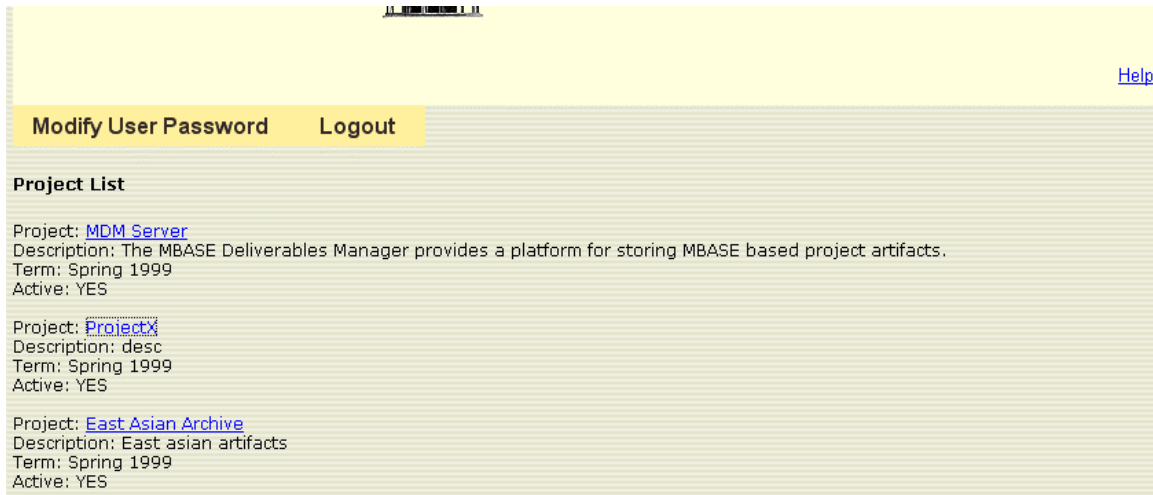 Help
Modify User Password Logout
Project List
Project: MDM Server
Description: The MBASE Deliverables Manager provides a platform for storing MBASE based project artifacts.
Term: Spring 1999
Active: YES
Project: ProjectX
Description: desc
Term: Spring 1999
Active: YES
Project: East Asian Archive
Description: East asian artifacts
Term: Spring 1999
Active: YES